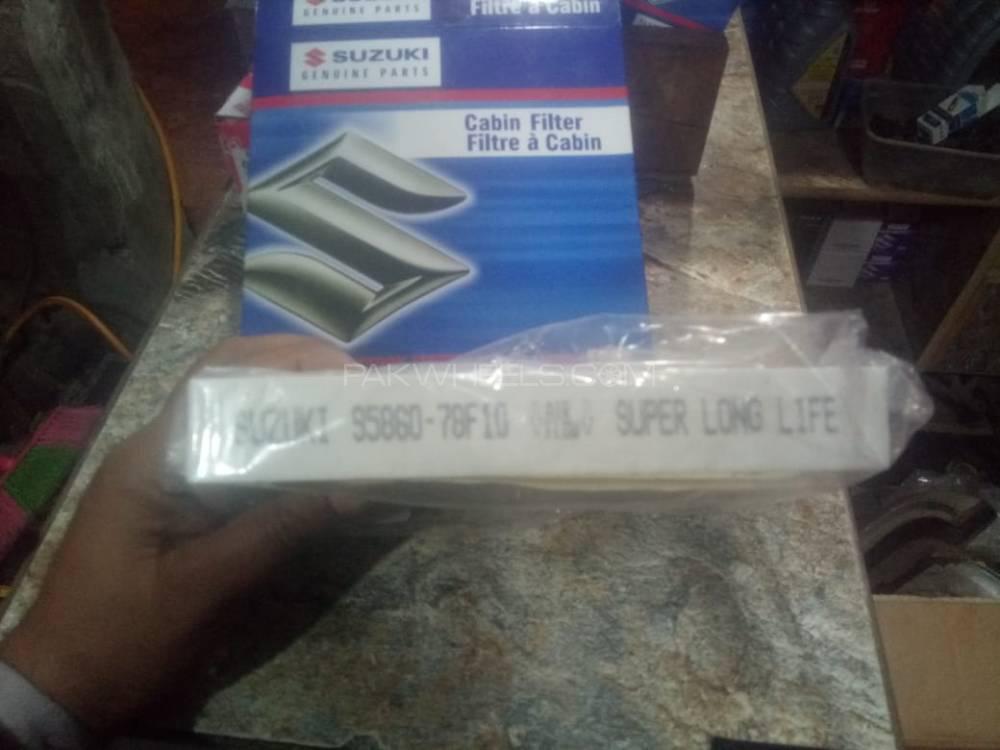 GENUINE PARTS
Filtre à Cabin
SUZUKI
GENUINE PARTS
Cabin Filter
Filtre à Cabin
PAKWHEELS.COM
SUZUKI 95860-78F10 SUPER LONG LIFE